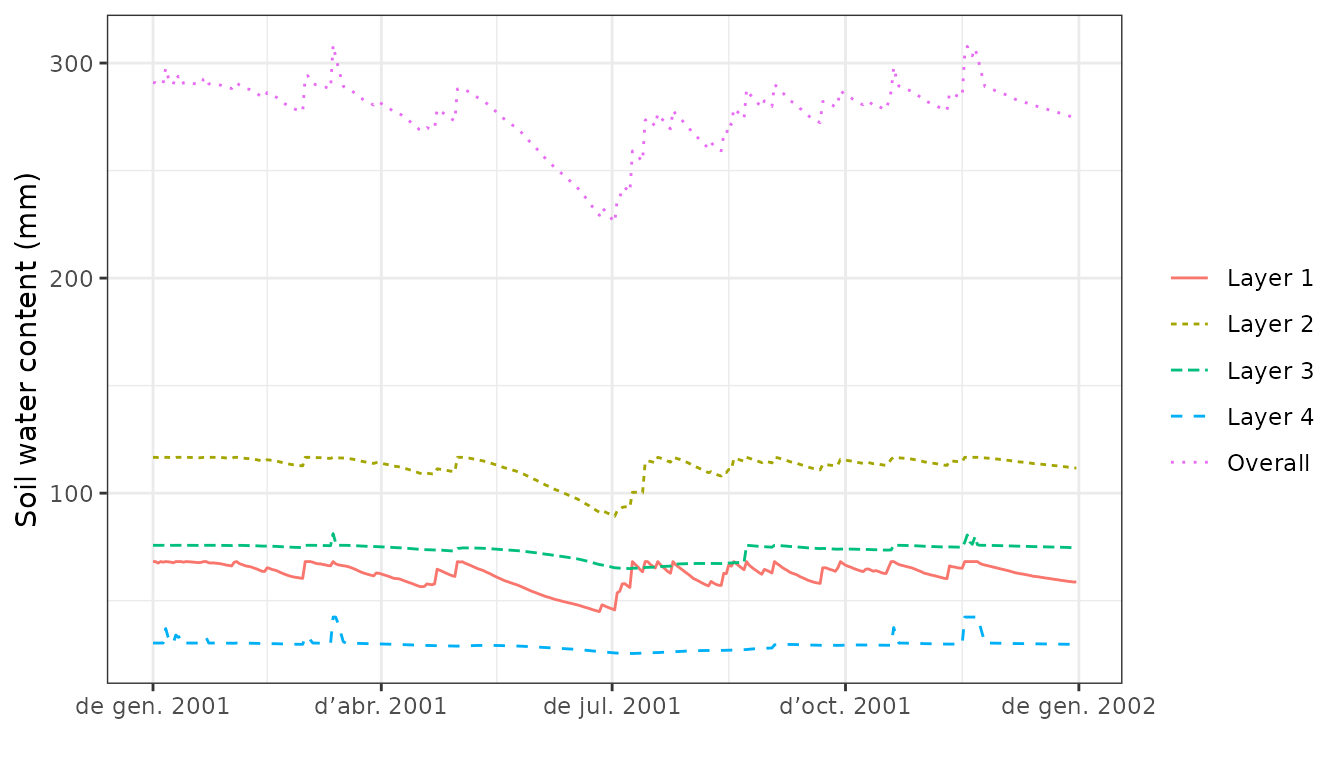 Soil water content (mm)
300
200
100
de gen. 2001
d’abr. 2001
de jul. 2001
d’oct. 2001
de gen. 2002
Layer 1
Layer 2
Layer 3
Layer 4
Overall